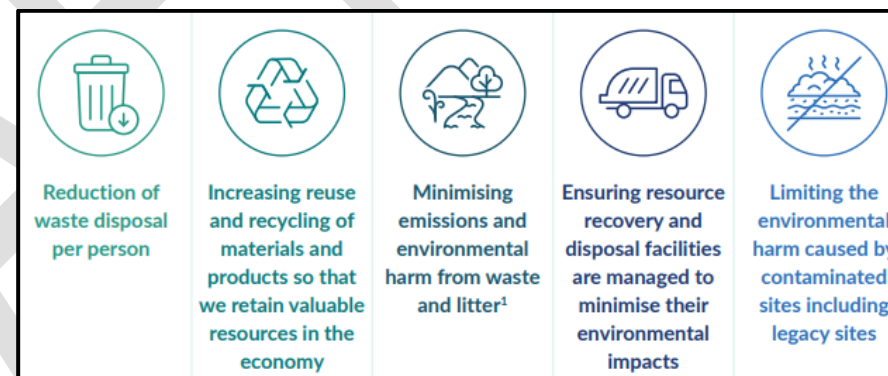 Reduction of
waste disposal
per person
Increasing reuse
and recycling of
materials and
products so that
we retain valuable
resources in the
economy
Minimising
emissions and
environmental
harm from waste
and litter¹
Ensuring resource
recovery and
disposal facilities
are managed to
minimise their
environmental
impacts
Limiting the
environmental
harm caused by
contaminated
sites including
legacy sites